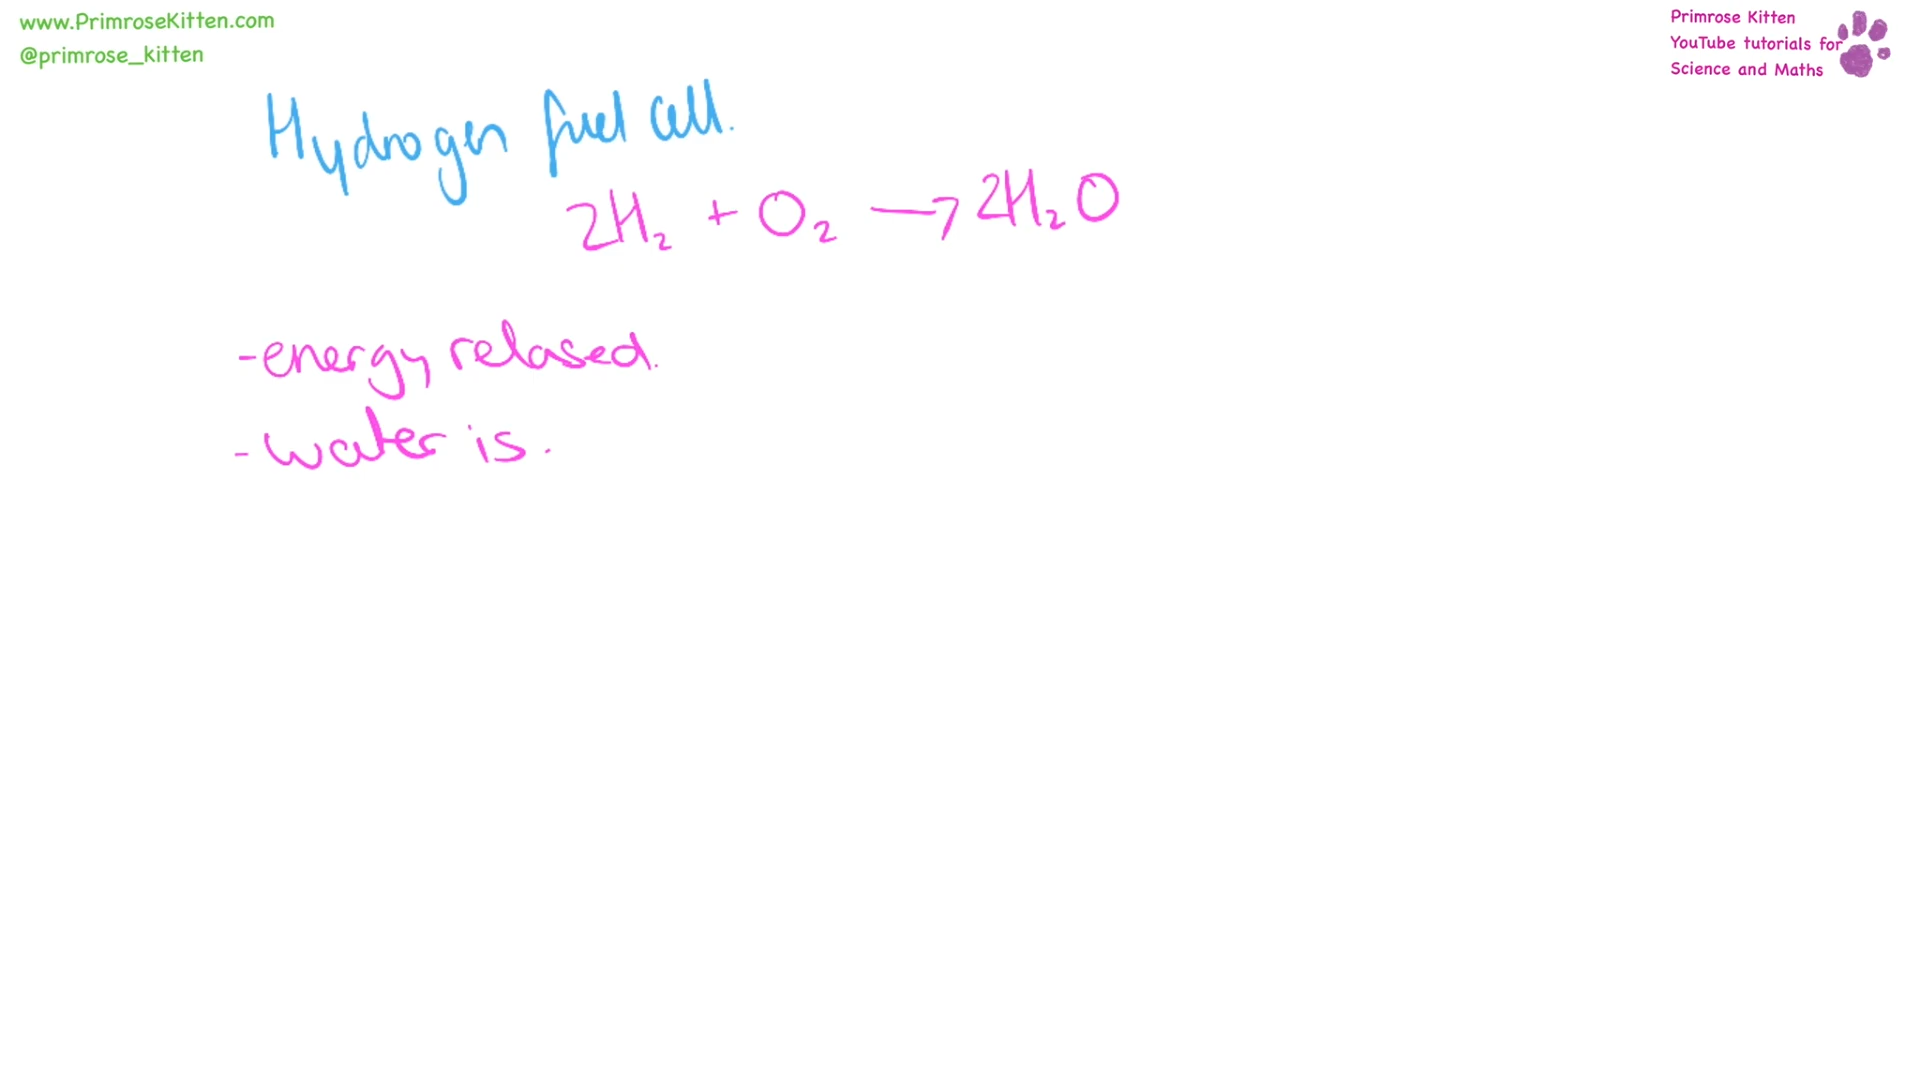 www.PrimroseKitten.com
@primrose_kitten
Primrose Kitten
YouTube tutorials for
Science and Maths
Hydrogen fuel cell.
2H₂ + O₂ → 2H₂O
-energy relased.
-water is.